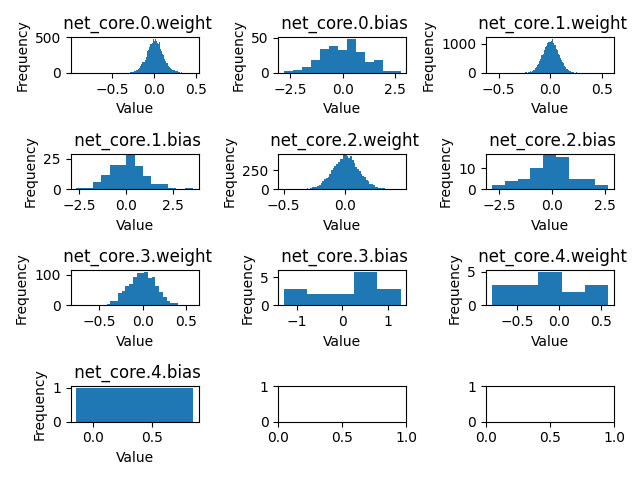 net_core.0.weight
Frequency
500
0
−0.5
0.0
0.5
Value
net_core.0.bias
Frequency
50
0
−2.5
0.0
2.5
Value
net_core.1.weight
Frequency
1000
0
−0.5
0.0
0.5
Value
net_core.1.bias
Frequency
25
0
−2.5
0.0
2.5
Value
net_core.2.weight
Frequency
250
0
−0.5
0.0
Value
net_core.2.bias
Frequency
10
0
−2.5
0.0
2.5
Value
net_core.3.weight
Frequency
100
0
−0.5
0.0
0.5
Value
net_core.3.bias
Frequency
5
0
−1
0
1
Value
net_core.4.weight
Frequency
5
0
−0.5
0.0
0.5
Value
net_core.4.bias
Frequency
1
0
0.0
0.5
Value
1
0
0.0
0.5
1.0
1
0
0.0
0.5
1.0